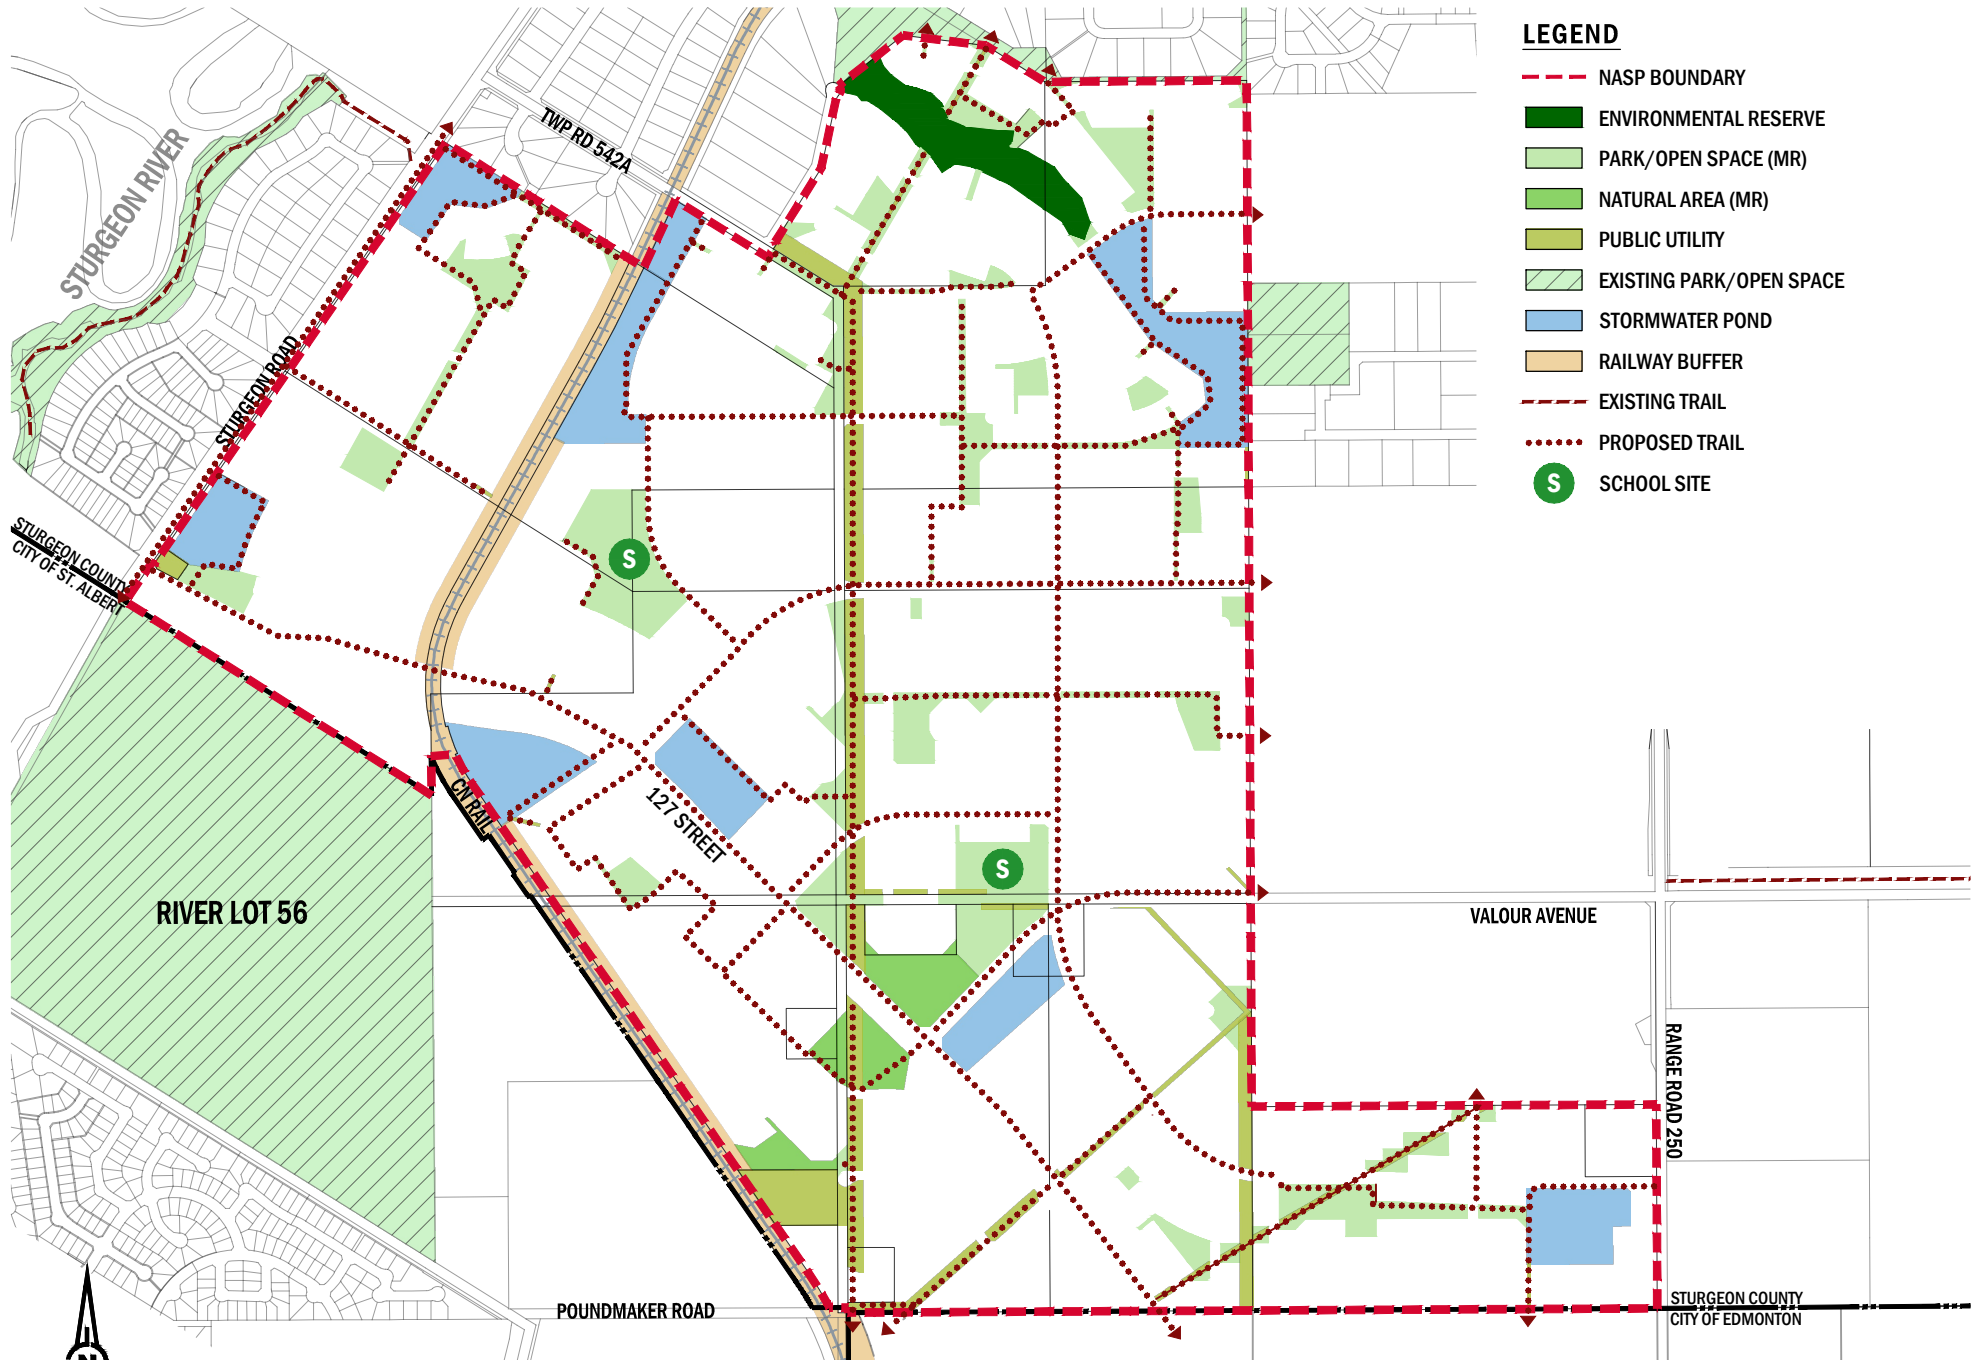 LEGEND
NASP BOUNDARY
ENVIRONMENTAL RESERVE
PARK/OPEN SPACE (MR)
NATURAL AREA (MR)
PUBLIC UTILITY
EXISTING PARK/OPEN SPACE
STORMWATER POND
RAILWAY BUFFER
EXISTING TRAIL
PROPOSED TRAIL
S SCHOOL SITE
TWP RD 542A
STURGEON RIVER
STURGEON ROAD
STURGEON COUNTY
CITY OF ST. ALBERT
S
CN RAIL
127 STREET
S
RIVER LOT 56
VALOUR AVENUE
RANGE ROAD 250
POUNDMAKER ROAD
STURGEON COUNTY
CITY OF EDMONTON
N